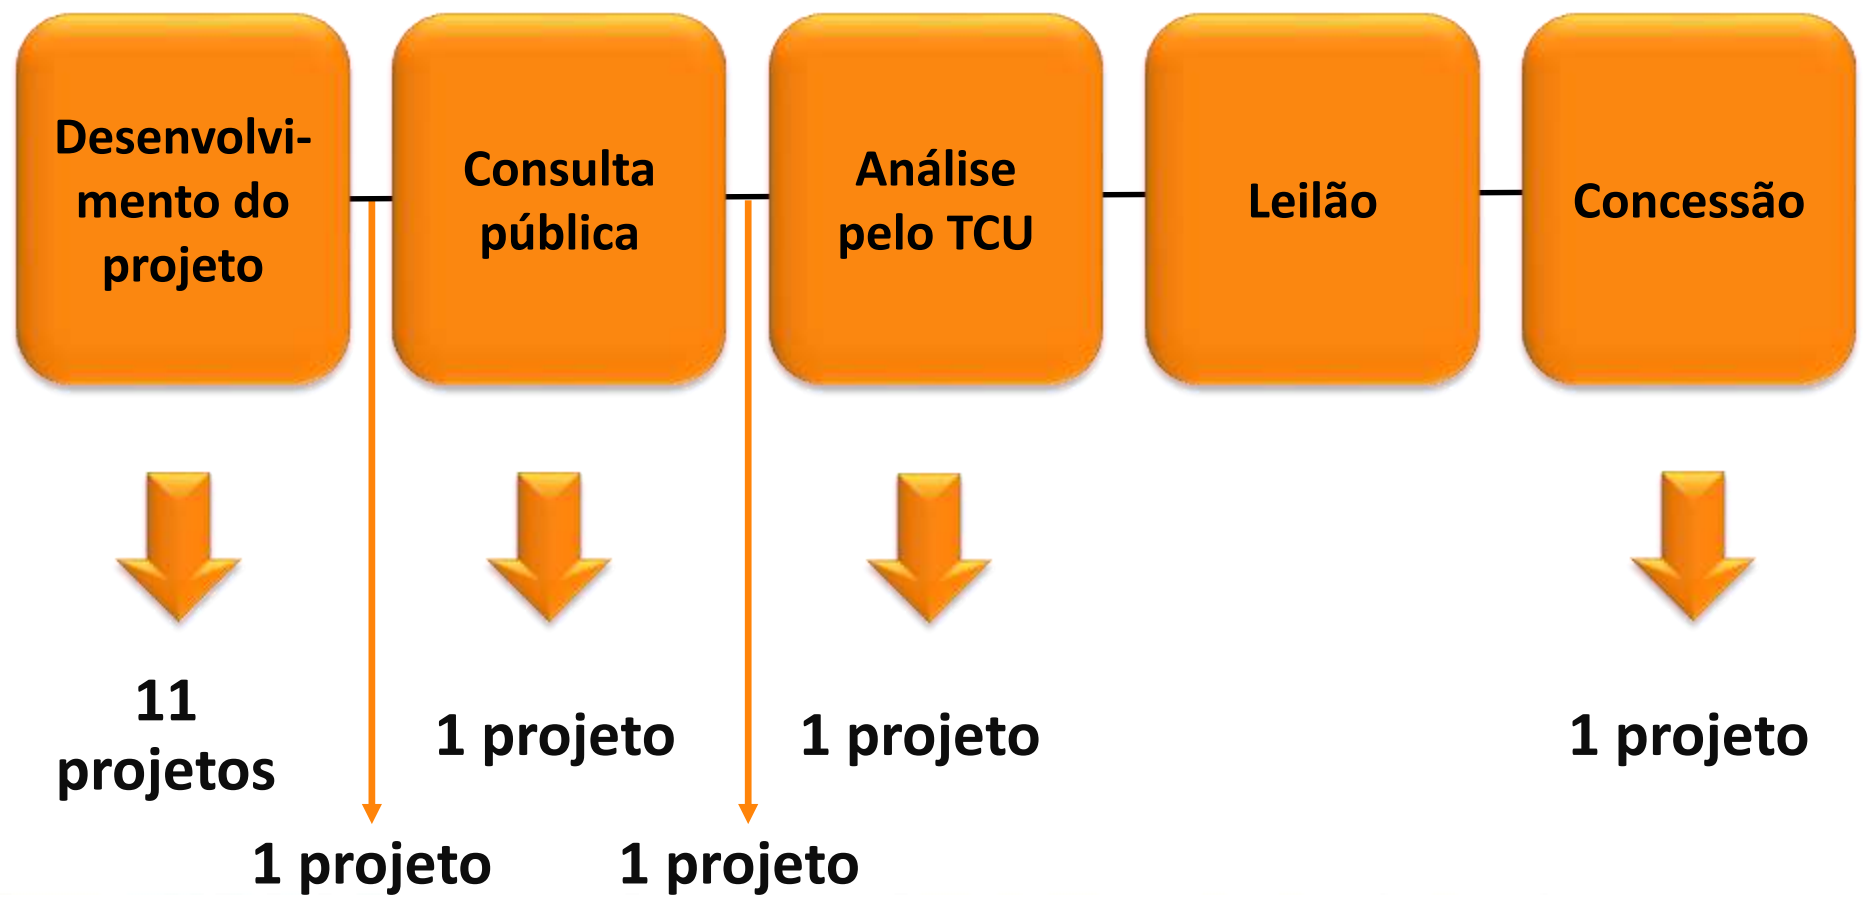 Desenvolvi-
mento do
projeto
Consulta
pública
Análise
pelo TCU
Leilão
Concessão
11
projetos
1 projeto
1 projeto
1 projeto
1 projeto
1 projeto